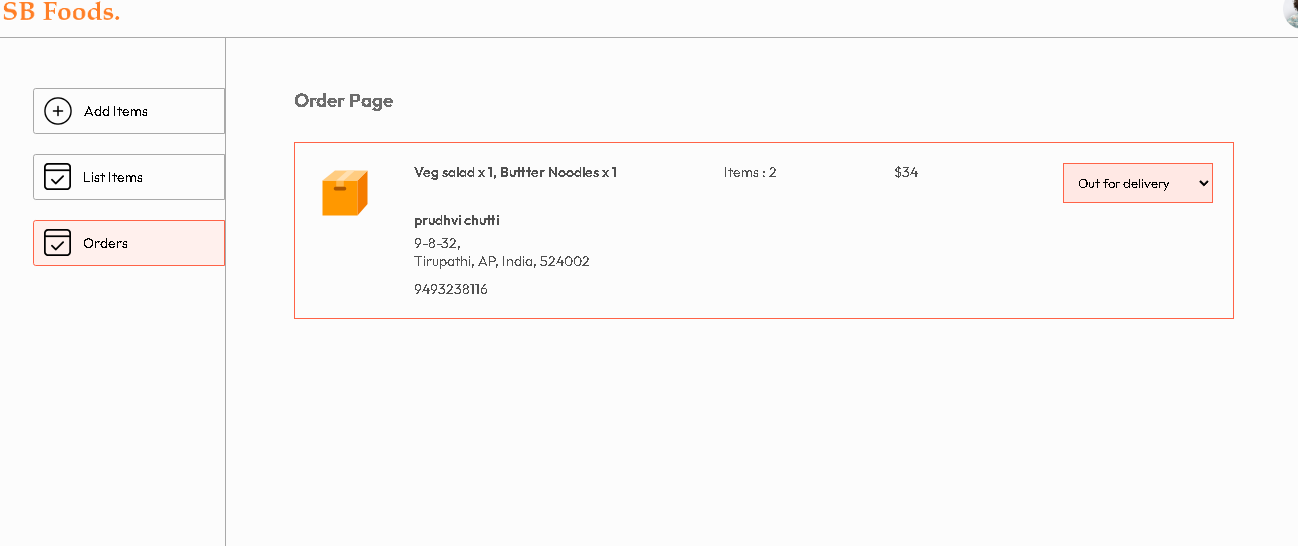 SB Foods.
Add Items
List Items
Orders
Order Page
Veg salad x 1, Buttter Noodles x 1
Items : 2
$34
Out for delivery
prudhvi chutti
9-8-32,
Tirupathi, AP, India, 524002
9493238116